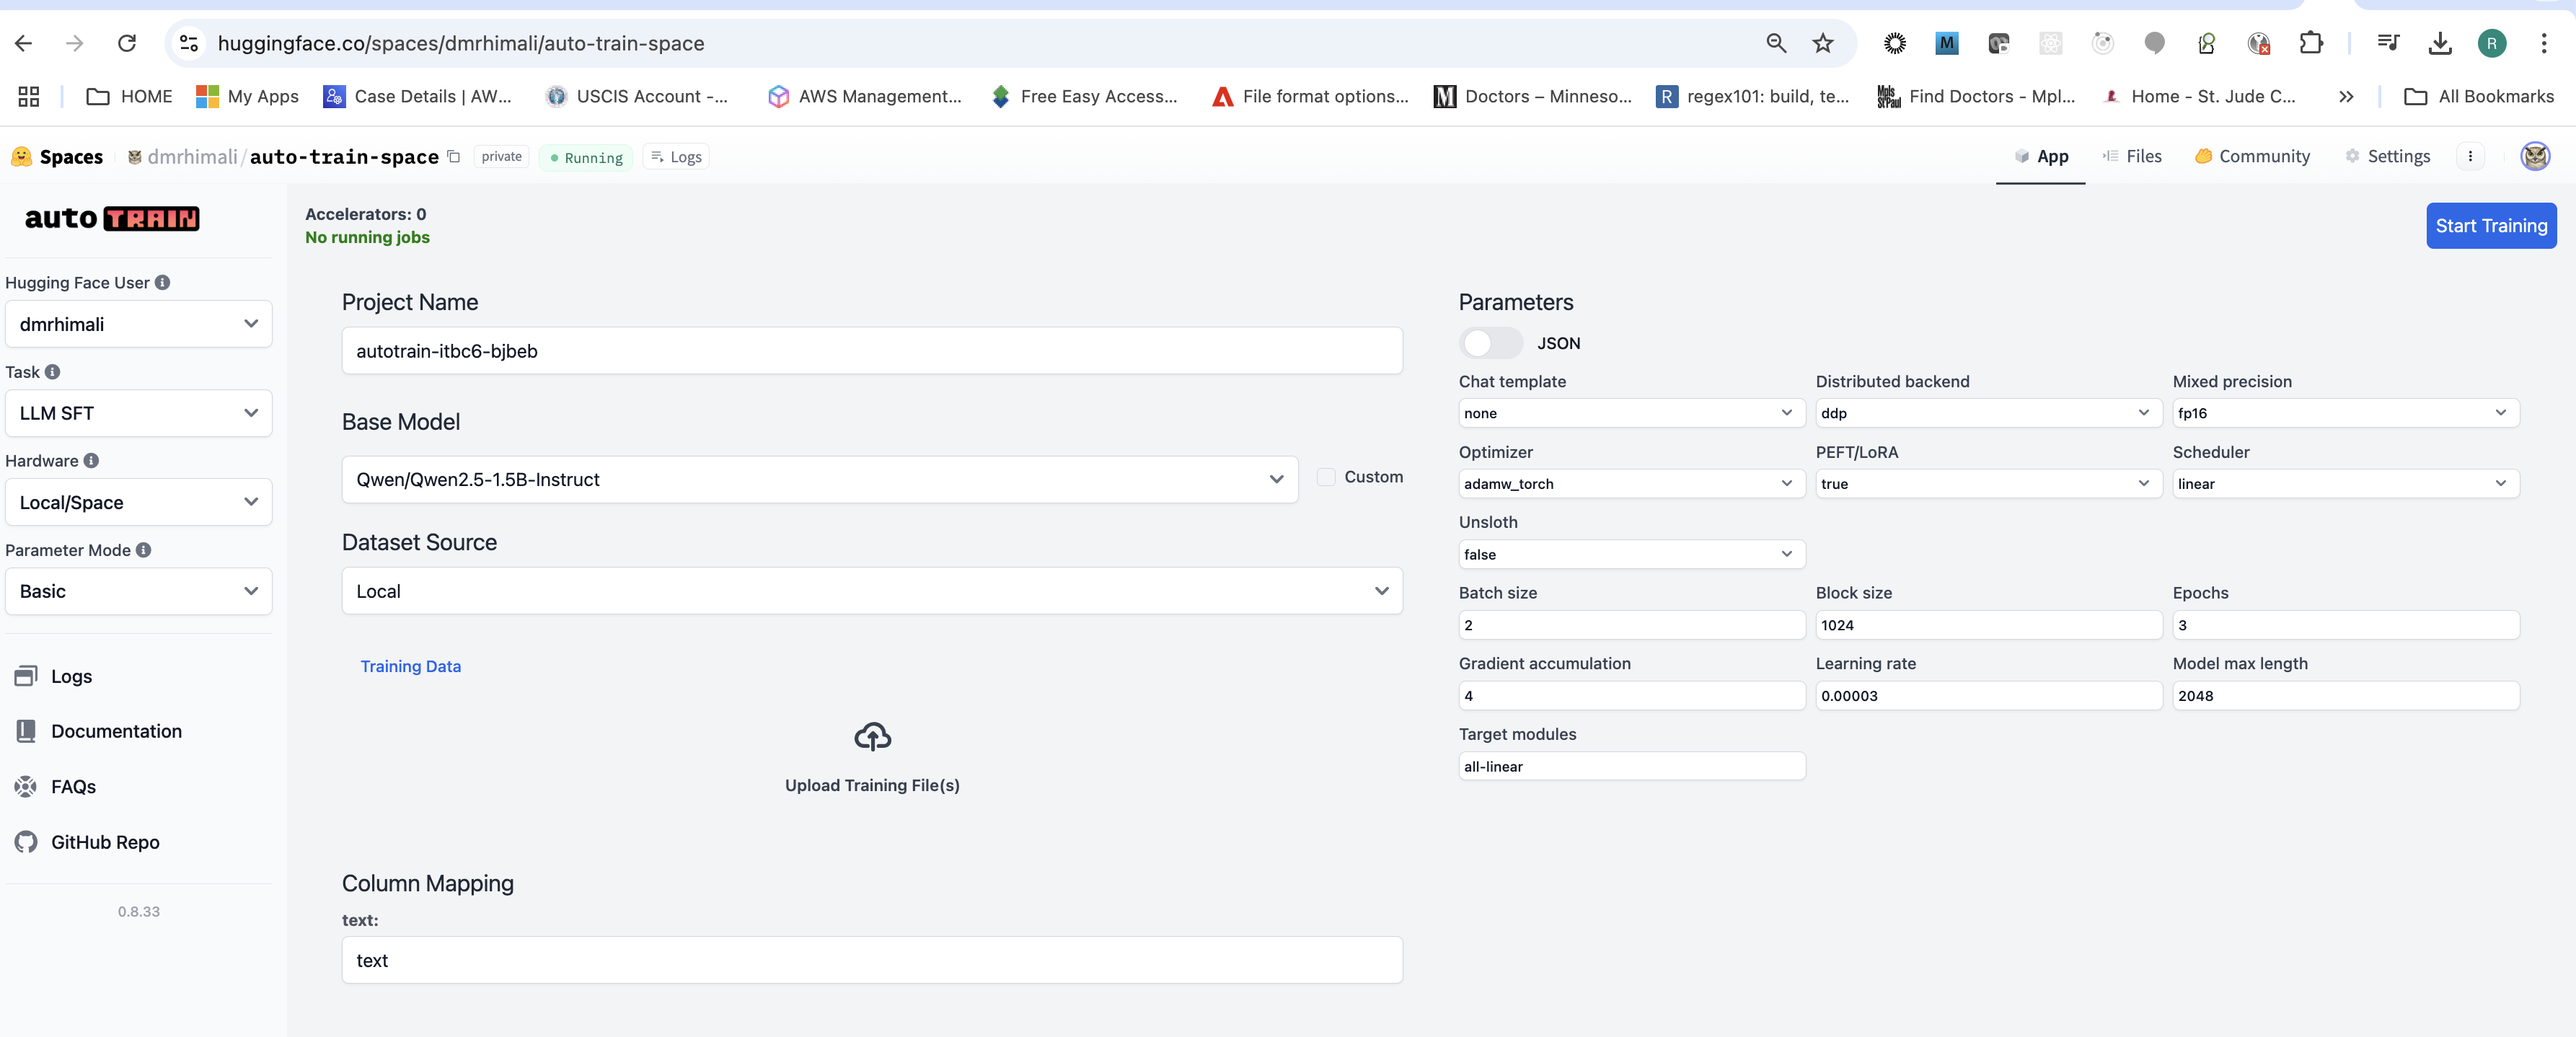 huggingface.co/spaces/dmrhimali/auto-train-space
M
R
HOME
My Apps
Case Details | AW...
USCIS Account -...
AWS Management...
Free Easy Access...
File format options...
Doctors – Minneso...
R
regex101: build, te...
Mpls StPaul
Find Doctors - Mpl...
Home - St. Jude C...
All Bookmarks
Spaces
dmrhimali/auto-train-space
private
Running
Logs
App
Files
Community
Settings
auto TRAIN
Accelerators: 0
No running jobs
Start Training
Hugging Face User
dmrhimali
Task
LLM SFT
Hardware
Local/Space
Parameter Mode
Basic
Logs
Documentation
FAQs
GitHub Repo
0.8.33
Project Name
autotrain-itbc6-bjbeb
Base Model
Qwen/Qwen2.5-1.5B-Instruct
Custom
Dataset Source
Local
Training Data
Upload Training File(s)
Column Mapping
text:
text
Parameters
JSON
Chat template
Distributed backend
Mixed precision
none
ddp
fp16
Optimizer
PEFT/LoRA
Scheduler
adamw_torch
true
linear
Unsloth
false
Batch size
Block size
Epochs
2
1024
3
Gradient accumulation
Learning rate
Model max length
4
0.00003
2048
Target modules
all-linear